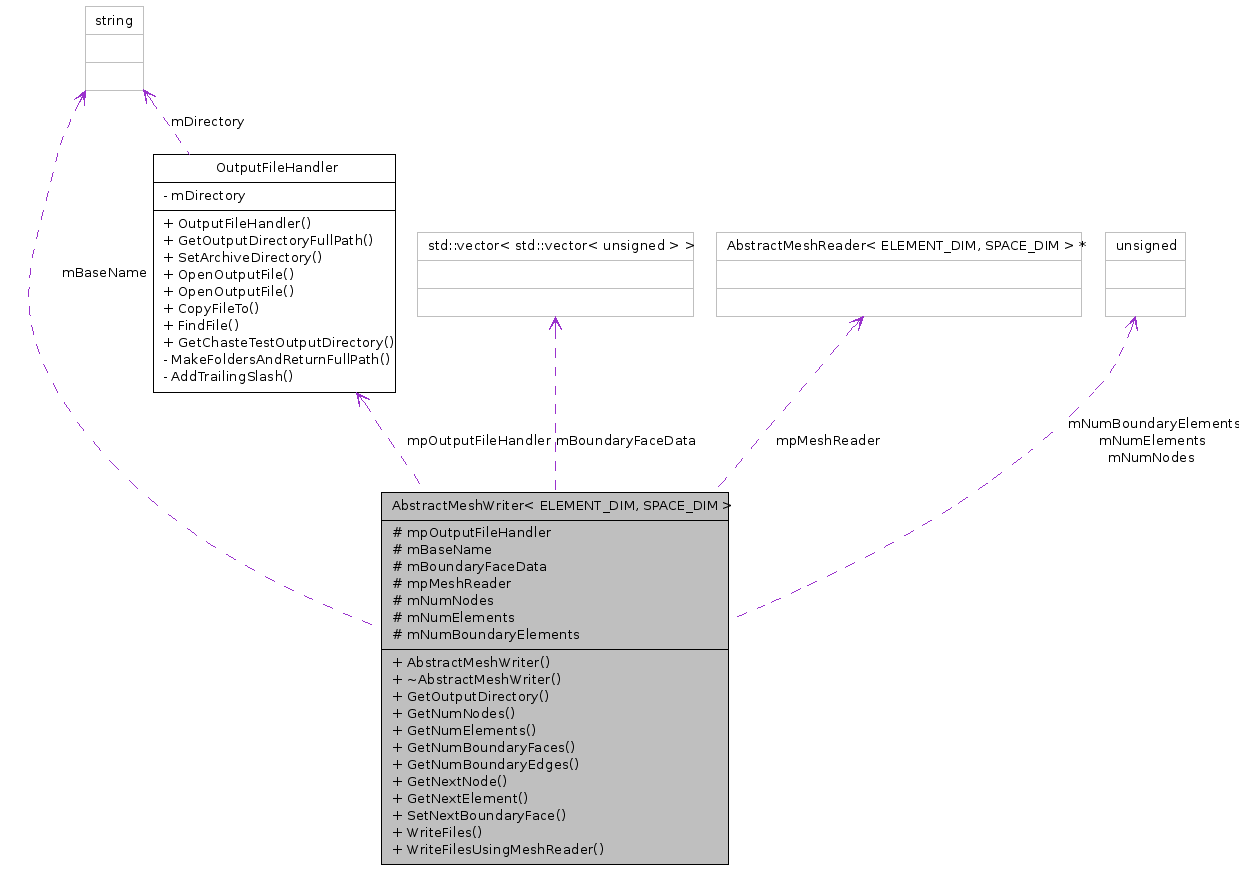 string
mDirectory
OutputFileHandler
- mDirectory
+ OutputFileHandler()
+ GetOutputDirectoryFullPath()
+ SetArchiveDirectory()
+ OpenOutputFile()
+ OpenOutputFile()
+ CopyFileTo()
+ FindFile()
+ GetChasteTestOutputDirectory()
- MakeFoldersAndReturnFullPath()
- AddTrailingSlash()
mBaseName
std::vector< std::vector< unsigned > >
AbstractMeshReader< ELEMENT_DIM, SPACE_DIM > *
unsigned
mpOutputFileHandler
mBoundaryFaceData
mpMeshReader
mNumBoundaryElements
mNumElements
mNumNodes
AbstractMeshWriter< ELEMENT_DIM, SPACE_DIM >
# mpOutputFileHandler
# mBaseName
# mBoundaryFaceData
# mpMeshReader
# mNumNodes
# mNumElements
# mNumBoundaryElements
+ AbstractMeshWriter()
+ ~AbstractMeshWriter()
+ GetOutputDirectory()
+ GetNumNodes()
+ GetNumElements()
+ GetNumBoundaryFaces()
+ GetNumBoundaryEdges()
+ GetNextNode()
+ GetNextElement()
+ SetNextBoundaryFace()
+ WriteFiles()
+ WriteFilesUsingMeshReader()